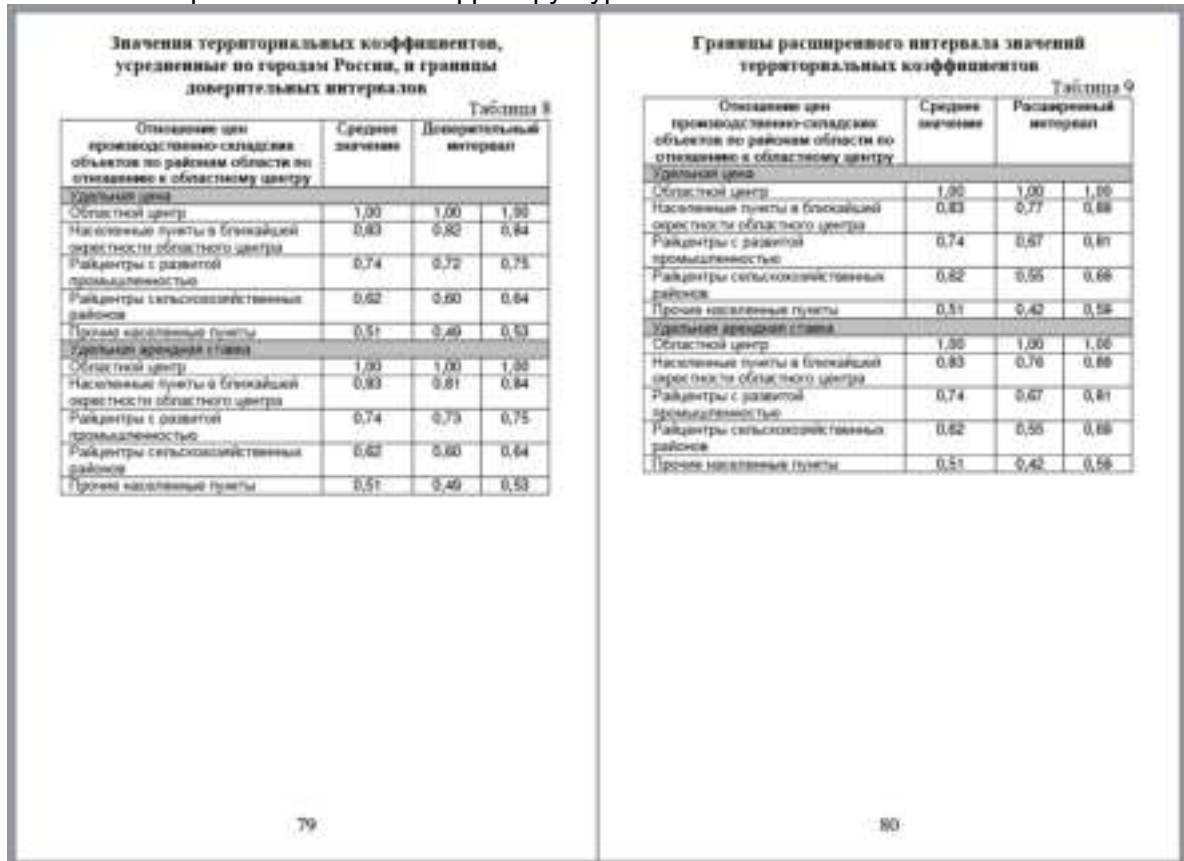 Значения территориальных коэффициентов,
усредненные по городам России, и границы
доверительных интервалов
Таблица 8
Отношение цен Среднее Доверительный
производственно-складских значение интервал
объектов по районам области по
отношению к областному центру
Удельная цена
Областной центр 1,00 1,00 1,00
Населенные пункты в ближайшей 0,83 0,82 0,84
окрестности областного центра
Райцентры с развитой 0,74 0,72 0,75
промышленностью
Райцентры сельскохозяйственных 0,62 0,60 0,64
районов
Прочие населенные пункты 0,51 0,49 0,53
Удельная арендная ставка
Областной центр 1,00 1,00 1,00
Населенные пункты в ближайшей 0,83 0,81 0,84
окрестности областного центра
Райцентры с развитой 0,74 0,73 0,75
промышленностью
Райцентры сельскохозяйственных 0,62 0,60 0,64
районов
Прочие населенные пункты 0,51 0,49 0,53
79
Границы расширенного интервала значений
территориальных коэффициентов
Таблица 9
Отношение цен Среднее Расширенный
производственно-складских значение интервал
объектов по районам области по
отношению к областному центру
Удельная цена
Областной центр 1,00 1,00 1,00
Населенные пункты в ближайшей 0,83 0,77
окрестности областного центра
Райцентры с развитой 0,74 0,67 0,81
промышленностью
Райцентры сельскохозяйственных 0,62 0,55 0,69
районов
Прочие населенные пункты 0,51 0,42 0,59
Удельная арендная ставка
Областной центр 1,00 1,00 1,00
Населенные пункты в ближайшей 0,83 0,76
окрестности областного центра
Райцентры с развитой 0,74 0,67 0,81
промышленностью
Райцентры сельскохозяйственных 0,62 0,55 0,69
районов
Прочие населенные пункты 0,51 0,42 0,59
80